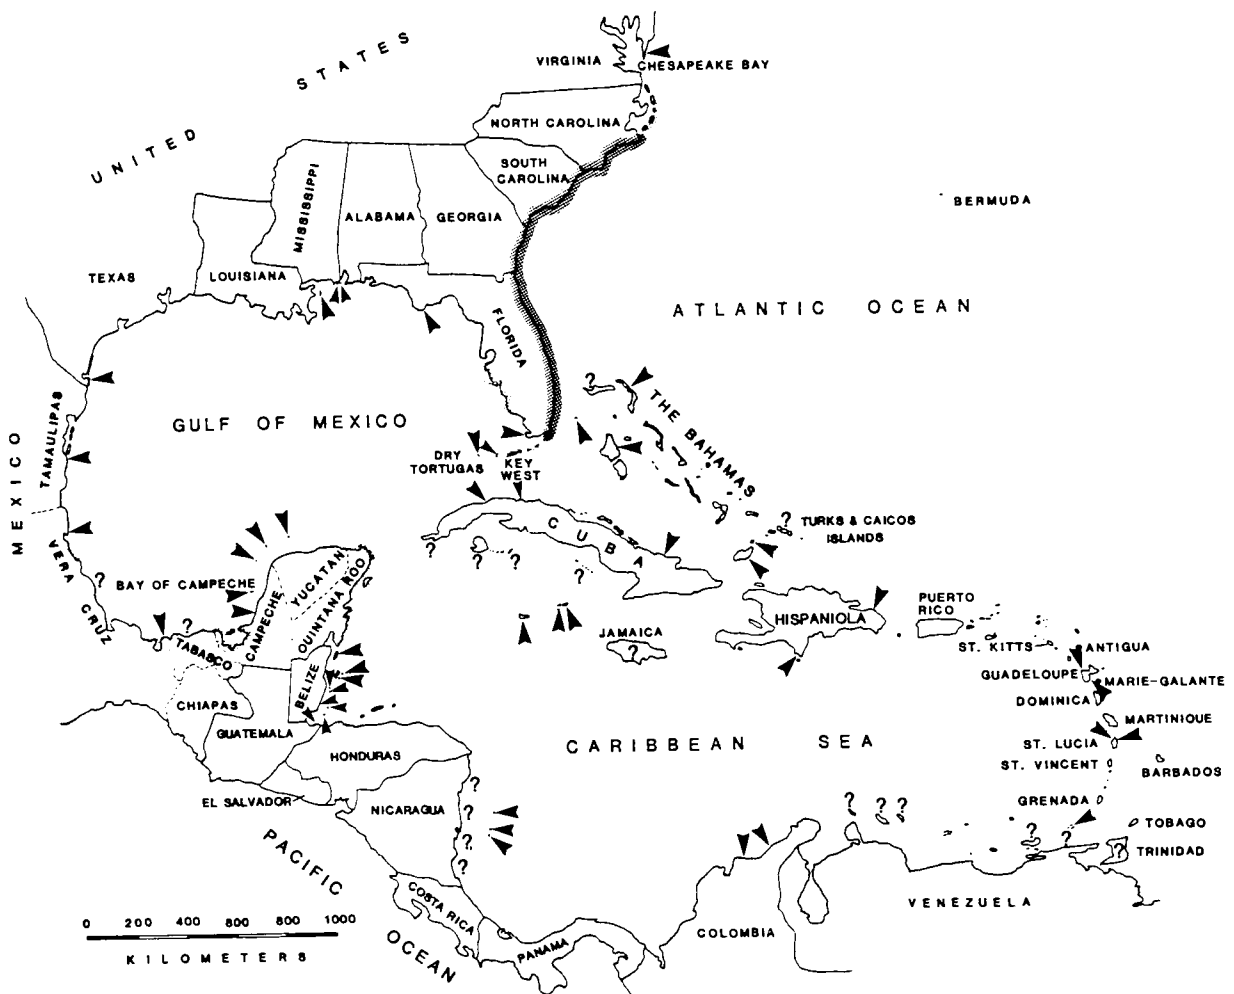 UNITED STATES
VIRGINIA
CHESAPEAKE BAY
NORTH CAROLINA
SOUTH
CAROLINA
MISSISSIPPI
ALABAMA
GEORGIA
BERMUDA
TEXAS
LOUISIANA
FLORIDA
ATLANTIC OCEAN
?
THE BAHAMAS
GULF OF MEXICO
MEXICO
TAMAULIPAS
DRY
TORTUGAS
KEY
WEST
CUBA
?
TURKS & CAICOS
ISLANDS
VERA
CRUZ
?
BAY OF CAMPECHE
YUCATAN
CAMPECHE
QUINTANA ROO
?
?
?
?
?
TABASCO
HISPANIOLA
PUERTO
RICO
JAMAICA
?
ST. KITTS
ANTIGUA
GUADELOUPE
MARIE-GALANTE
DOMINICA
BELIZE
CHIAPAS
GUATEMALA
MARTINIQUE
CARIBBEAN SEA
ST. LUCIA
HONDURAS
ST. VINCENT
BARBADOS
EL SALVADOR
NICARAGUA
?
?
?
?
GRENADA
? ? ?
TOBAGO
? ?
?
TRINIDAD
PACIFIC
OCEAN
COSTA RICA
PANAMA
COLOMBIA
VENEZUELA
0 200 400 600 800 1000
KILOMETERS